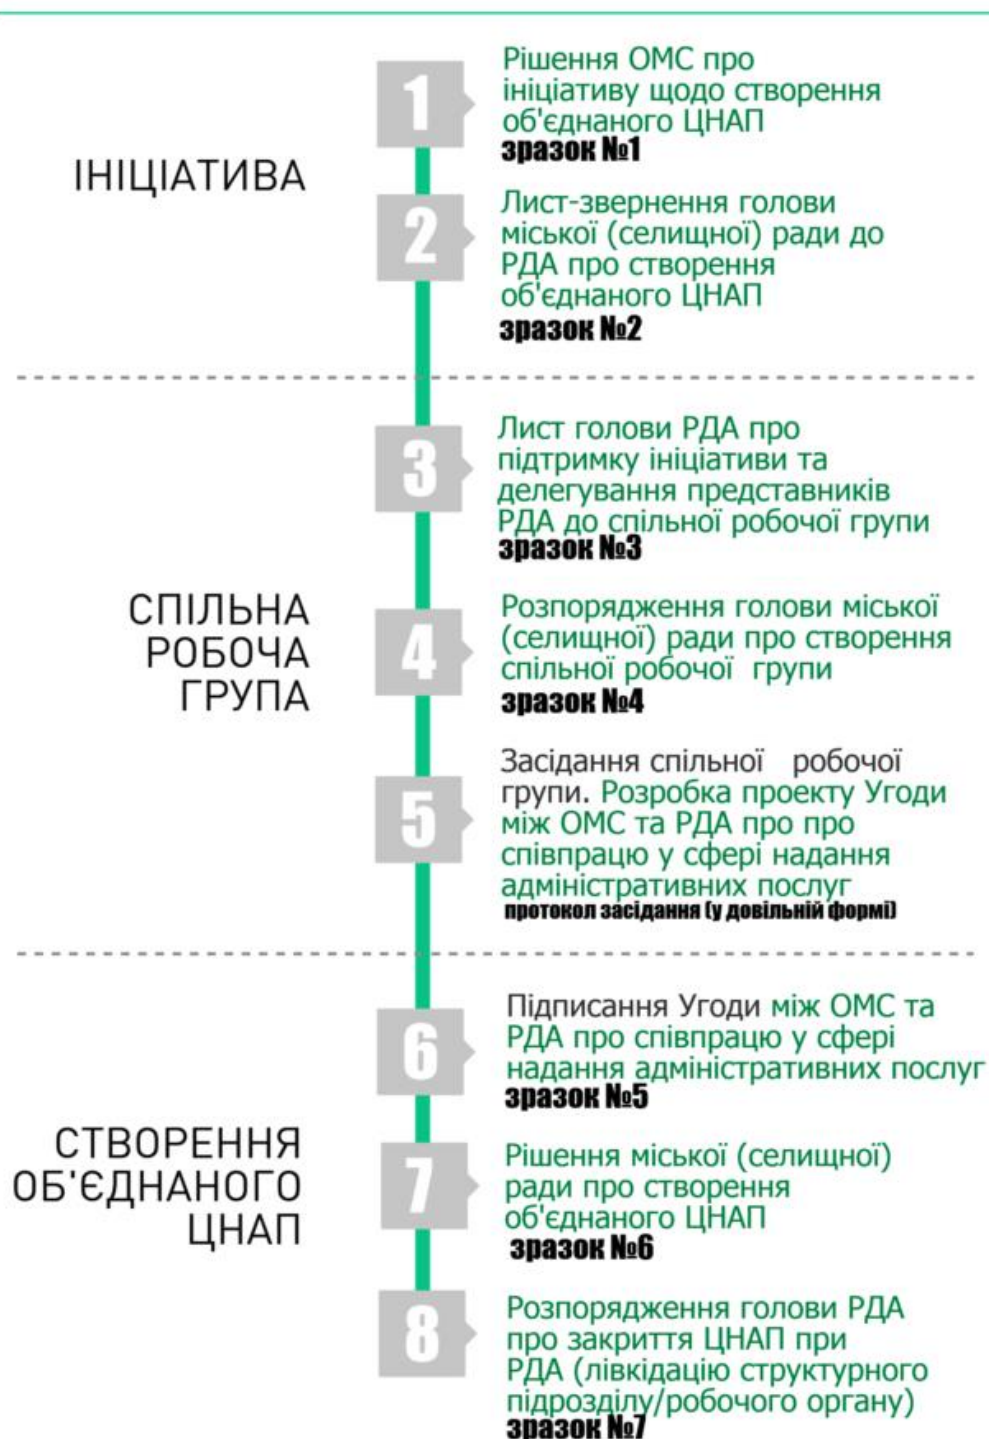 ІНІЦІАТИВА
1
Рішення ОМС про
ініціативу щодо створення
об'єднаного ЦНАП
зразок №1
2
Лист-звернення голови
міської (селищної) ради до
РДА про створення
об'єднаного ЦНАП
зразок №2
СПІЛЬНА
РОБОЧА
ГРУПА
3
Лист голови РДА про
підтримку ініціативи та
делегування представників
РДА до спільної робочої групи
зразок №3
4
Розпорядження голови міської
(селищної) ради про створення
спільної робочої групи
зразок №4
5
Засідання спільної робочої
групи. Розробка проекту Угоди
між ОМС та РДА про про
співпрацю у сфері надання
адміністративних послуг
протокол засідання (у довільній формі)
СТВОРЕННЯ
ОБ'ЄДНАНОГО
ЦНАП
6
Підписання Угоди між ОМС та
РДА про співпрацю у сфері
надання адміністративних послуг
зразок №5
7
Рішення міської (селищної)
ради про створення
об'єднаного ЦНАП
зразок №6
8
Розпорядження голови РДА
про закриття ЦНАП при
РДА (лівкідацію структурного
підрозділу/робочого органу)
зразок №7